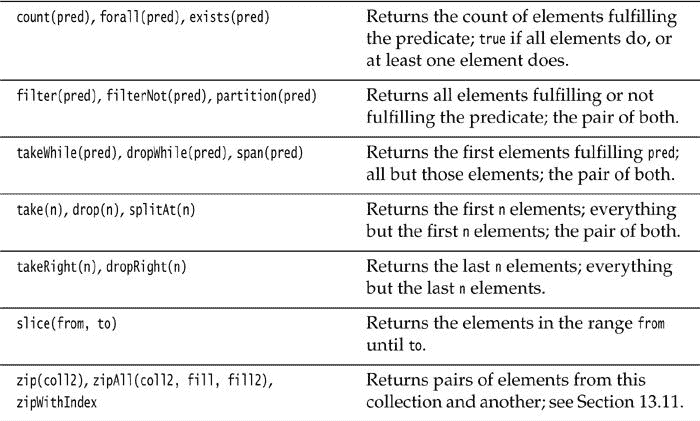 count(pred), forall(pred), exists(pred)
Returns the count of elements fulfilling
the predicate; true if all elements do, or
at least one element does.
filter(pred), filterNot(pred), partition(pred)
Returns all elements fulfilling or not
fulfilling the predicate; the pair of both.
takeWhile(pred), dropWhile(pred), span(pred)
Returns the first elements fulfilling pred;
all but those elements; the pair of both.
take(n), drop(n), splitAt(n)
Returns the first n elements; everything
but the first n elements; the pair of both.
takeRight(n), dropRight(n)
Returns the last n elements; everything
but the last n elements.
slice(from, to)
Returns the elements in the range from
until to.
zip(coll2), zipAll(coll2, fill, fill2),
zipWithIndex
Returns pairs of elements from this
collection and another; see Section 13.11.